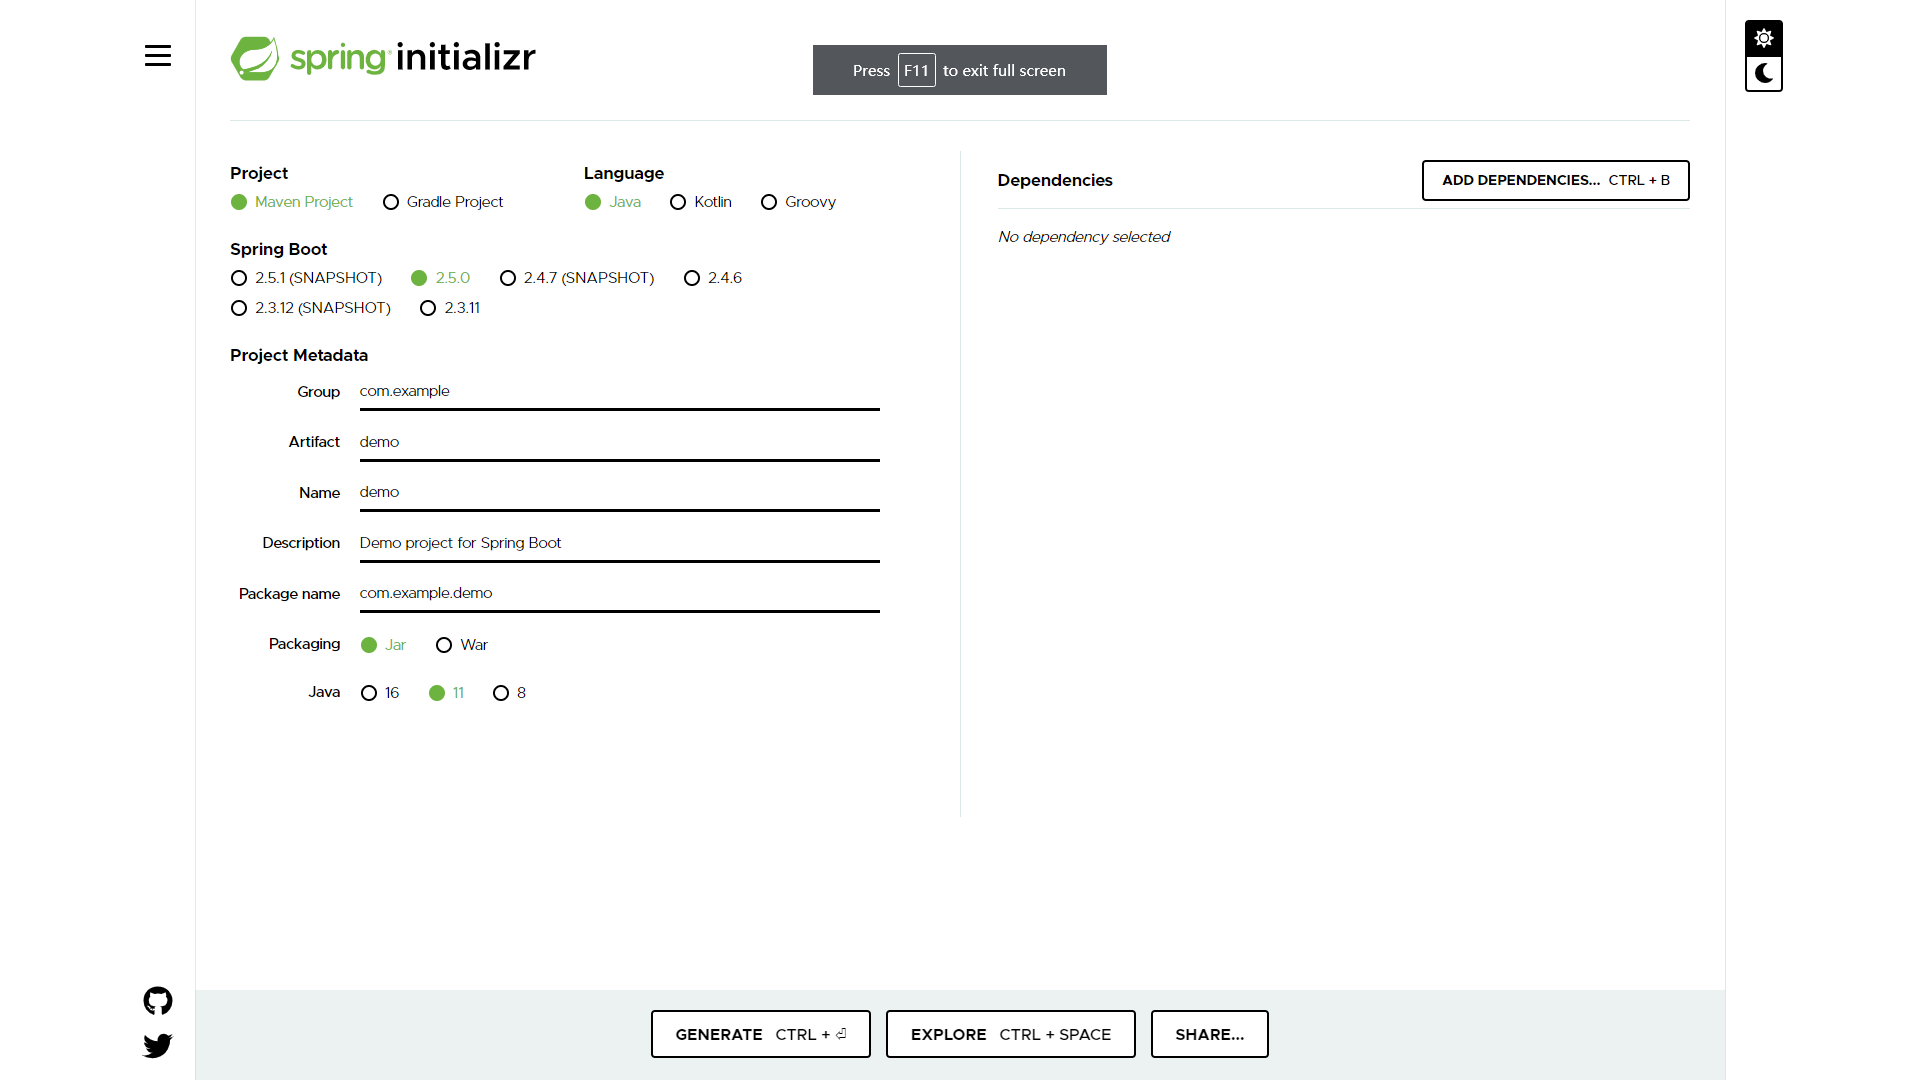 spring initializr
Press F11 to exit full screen
Project
Maven Project Gradle Project
Language
Java Kotlin Groovy
Spring Boot
2.5.1 (SNAPSHOT) 2.5.0 2.4.7 (SNAPSHOT) 2.4.6
2.3.12 (SNAPSHOT) 2.3.11
Project Metadata
Group com.example
Artifact demo
Name demo
Description Demo project for Spring Boot
Package name com.example.demo
Packaging Jar War
Java 16 11 8
Dependencies
ADD DEPENDENCIES... CTRL + B
No dependency selected
GENERATE CTRL + ⏎
EXPLORE CTRL + SPACE
SHARE...